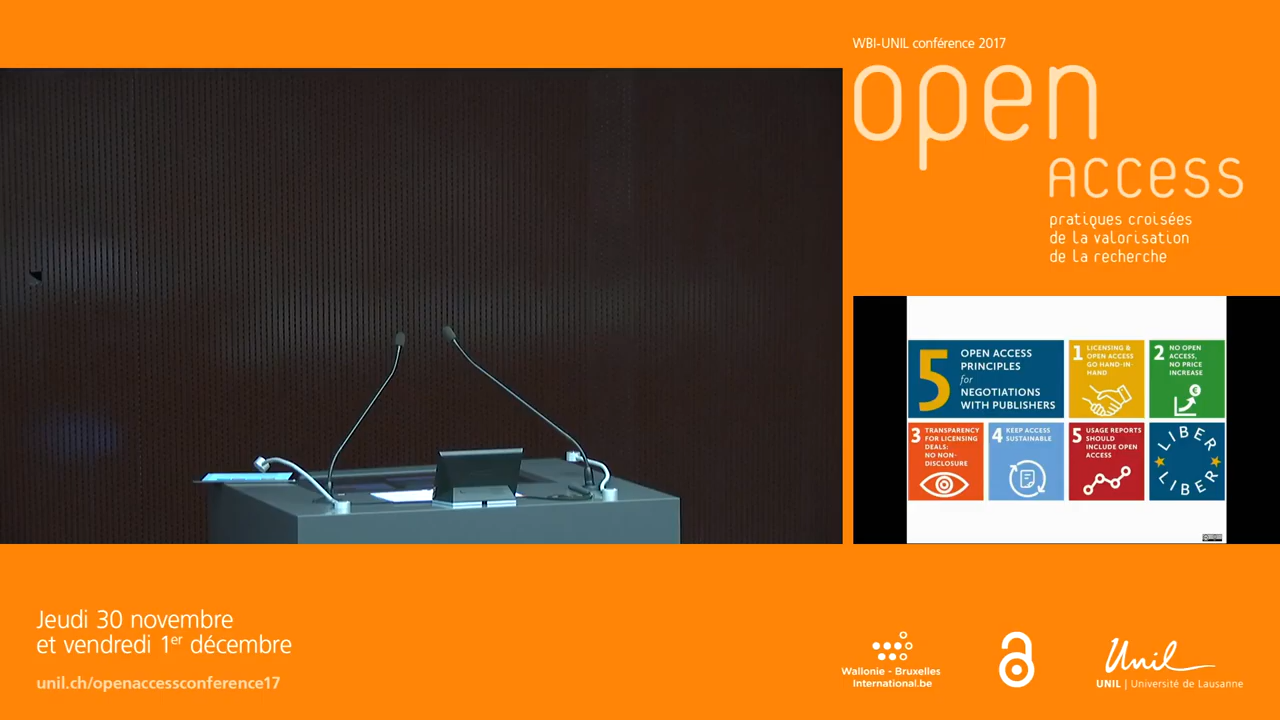 WBI-UNIL conférence 2017
open
access
pratiques croisées
de la valorisation
de la recherche
5
OPEN ACCESS
PRINCIPLES
for
NEGOTIATIONS
WITH PUBLISHERS
1 LICENSING &
OPEN ACCESS
GO HAND-IN-
HAND
2 NO OPEN
ACCESS,
NO PRICE
INCREASE
€
3 TRANSPARENCY
FOR LICENSING
DEALS:
NO NON-
DISCLOSURE
4 KEEP ACCESS
SUSTAINABLE
5 USAGE REPORTS
SHOULD
INCLUDE OPEN
ACCESS
LIBER
LIBER
Jeudi 30 novembre
et vendredi 1er décembre
unil.ch/openaccessconference17
Wallonie - Bruxelles
International.be
Unil
UNIL | Université de Lausanne